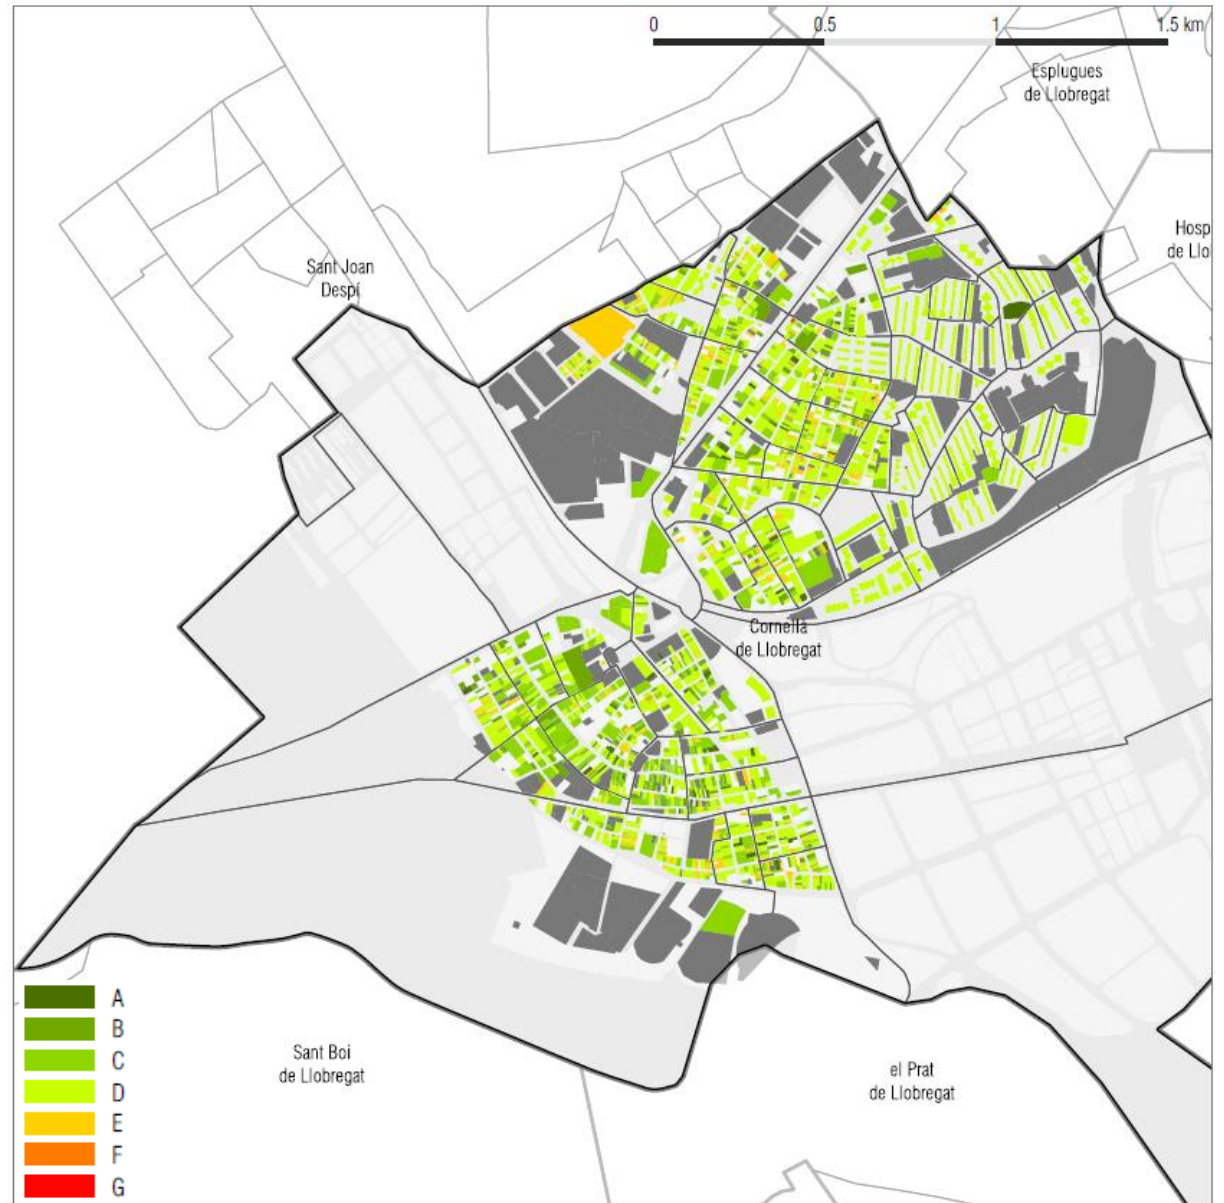 0 0.5 1 1.5 km
Esplugues
de Llobregat
Hosp
de Llo
Sant Joan
Despí
Cornellà
de Llobregat
A
B
C
D
E
F
G
Sant Boi
de Llobregat
el Prat
de Llobregat